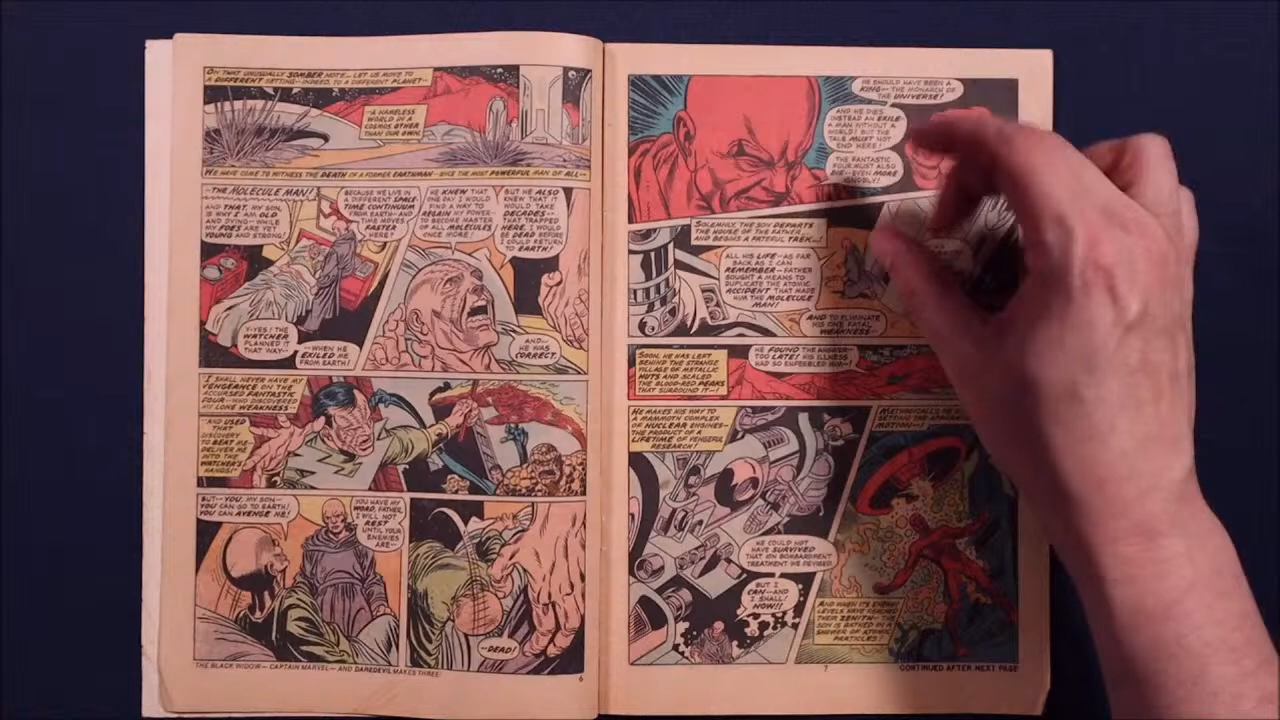 ON THAT UNUSUALLY SOMBER NOTE... LET US MOVE TO
A DIFFERENT SETTING--INDEED, TO A DIFFERENT PLANET--
--A NAMELESS
WORLD IN A
COSMOS OTHER
THAN OUR OWN.
WE HAVE COME TO WITNESS THE DEATH OF A FORMER EARTHMAN--ONCE THE MOST POWERFUL MAN OF ALL--
--THE MOLECULE MAN!
AND THAT, MY SON,
IS WHY I AM OLD
AND DYING--WHILE
MY FOES ARE YET
YOUNG AND STRONG!
BECAUSE WE LIVE IN
A DIFFERENT SPACE-
TIME CONTINUUM
FROM EARTH--AND
TIME MOVES
FASTER
HERE!
Y-YES! THE
WATCHER
PLANNED IT
THAT WAY--
--WHEN HE
EXILED ME
FROM EARTH!
HE KNEW THAT
ONE DAY I WOULD
FIND A WAY TO
REGAIN MY POWER--
TO BECOME MASTER
OF ALL MOLECULES
ONCE MORE!
BUT HE ALSO
KNEW THAT IT
WOULD TAKE
DECADES--
THAT TRAPPED
HERE, I WOULD
BE DEAD BEFORE
I COULD RETURN
TO EARTH!
AND--
HE WAS
CORRECT.
"I SHALL NEVER HAVE MY
VENGEANCE ON THE
ACCURSED FANTASTIC
FOUR--WHO DISCOVERED
MY LONE WEAKNESS--
"--AND USED
THAT
DISCOVERY
TO BEAT ME--
DELIVER ME
INTO THE
WATCHER'S
HANDS!"
BUT--YOU, MY SON--
YOU CAN GO TO EARTH!
YOU CAN AVENGE ME!
YOU HAVE MY
WORD, FATHER.
I WILL NOT
REST
UNTIL YOUR
ENEMIES
ARE--
--DEAD!
THE BLACK WIDOW--CAPTAIN MARVEL--AND DAREDEVIL MAKES THREE!
6
HE SHOULD HAVE BEEN A
KING--THE MONARCH OF
THE UNIVERSE!
AND HE DIES
INSTEAD AN EXILE--
A MAN WITHOUT A
WORLD! BUT THE
TALE MUST NOT
END HERE!
THE FANTASTIC
FOUR MUST ALSO
DIE--EVEN MORE
IGNOBLY!
SOLEMNLY, THE SON DEPARTS
THE HOUSE OF THE FATHER,
AND BEGINS A FATEFUL TREK...!
ALL HIS LIFE--AS FAR
BACK AS I CAN
REMEMBER--FATHER
SOUGHT A MEANS TO
DUPLICATE THE ATOMIC
ACCIDENT THAT MADE
HIM THE MOLECULE
MAN!
AND TO ELIMINATE
HIS ONE FATAL
WEAKNESS--
SOON, HE HAS LEFT
BEHIND THE STRANGE
VILLAGE OF METALLIC
HUTS AND SCALED
THE BLOOD-RED PEAKS
THAT SURROUND IT--!
HE FOUND THE ANSWER--
TOO LATE! HIS ILLNESS
HAD SO ENFEEBLED HIM--!
HE MAKES HIS WAY TO
A MAMMOTH COMPLEX
OF NUCLEAR ENGINES--
THE PRODUCT OF A
LIFETIME OF VENGEFUL
RESEARCH!
HE COULD NOT
HAVE SURVIVED
THAT ION BOMBARDMENT
TREATMENT WE DEVISED.
BUT I
CAN--AND
I SHALL!
NOW!!
METHODICALLY, HE
SETTING THE
MOTION--!
AND WHEN ITS ENERGY
LEVELS HAVE REACHED
THEIR ZENITH--THE
SON IS BATHED IN A
SHOWER OF ATOMIC
PARTICLES!
7
CONTINUED AFTER NEXT PAGE